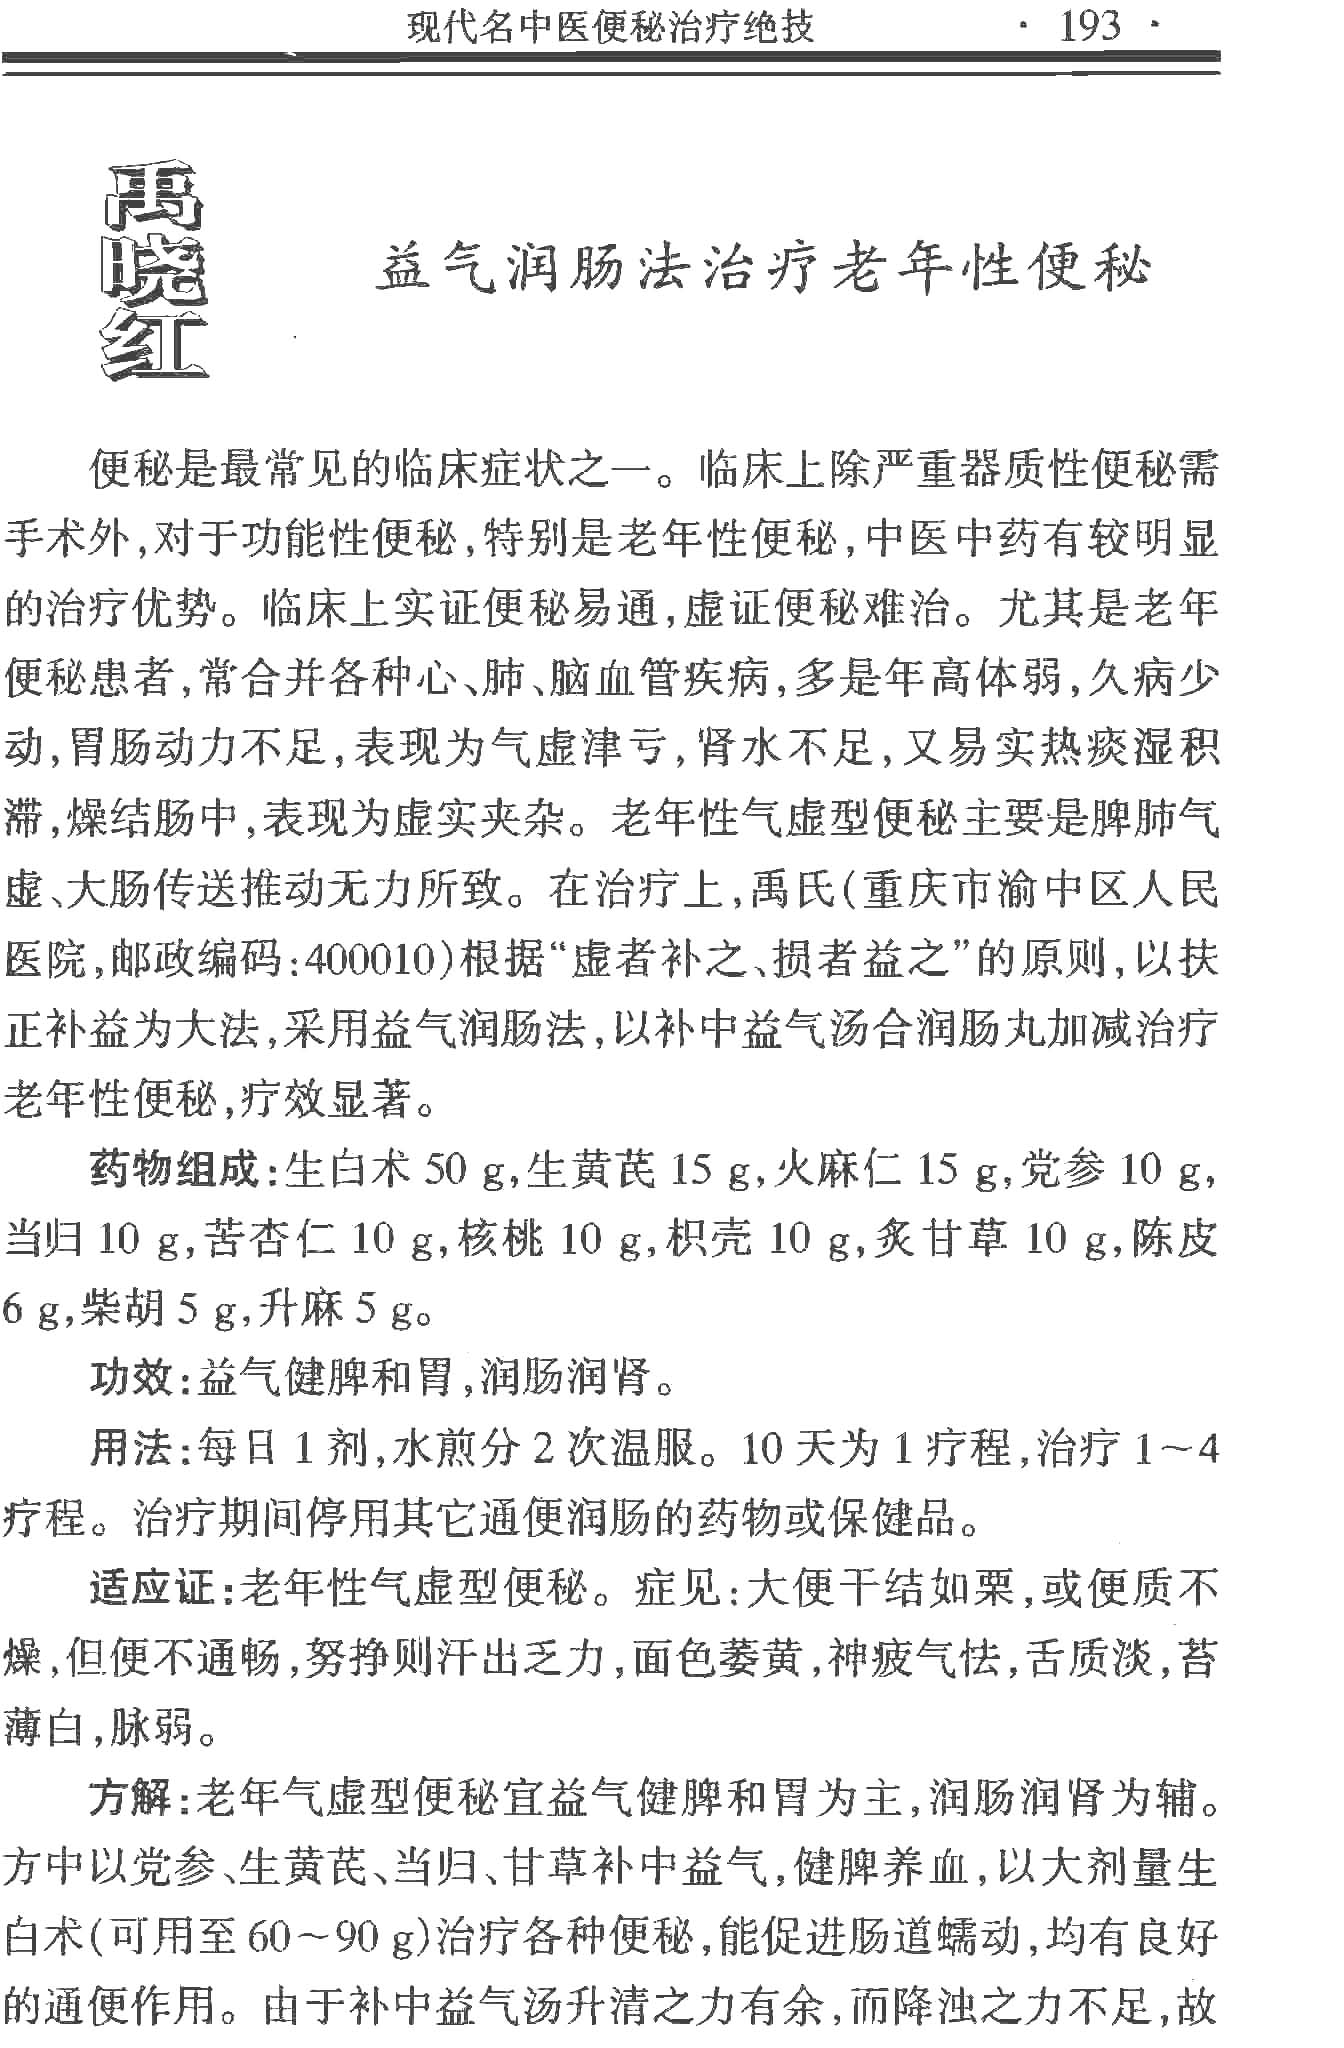 现代名中医便秘治疗绝技 · 193 ·
禹晓红
益气润肠法治疗老年性便秘
便秘是最常见的临床症状之一。临床上除严重器质性便秘需
手术外,对于功能性便秘,特别是老年性便秘,中医中药有较明显
的治疗优势。临床上实证便秘易通,虚证便秘难治。尤其是老年
便秘患者,常合并各种心、肺、脑血管疾病,多是年高体弱,久病少
动,胃肠动力不足,表现为气虚津亏,肾水不足,又易实热痰湿积
滞,燥结肠中,表现为虚实夹杂。老年性气虚型便秘主要是脾肺气
虚、大肠传送推动无力所致。在治疗上,禹氏(重庆市渝中区人民
医院,邮政编码:400010)根据“虚者补之、损者益之”的原则,以扶
正补益为大法,采用益气润肠法,以补中益气汤合润肠丸加减治疗
老年性便秘,疗效显著。
药物组成:生白术 50 g,生黄芪 15 g,火麻仁 15 g,党参 10 g,
当归 10 g,苦杏仁 10 g,核桃 10 g,枳壳 10 g,炙甘草 10 g,陈皮
6 g,柴胡 5 g,升麻 5 g。
功效:益气健脾和胃,润肠润肾。
用法:每日 1 剂,水煎分 2 次温服。10 天为 1 疗程,治疗 1～4
疗程。治疗期间停用其它通便润肠的药物或保健品。
适应证:老年性气虚型便秘。症见:大便干结如栗,或便质不
燥,但便不通畅,努挣则汗出乏力,面色萎黄,神疲气怯,舌质淡,苔
薄白,脉弱。
方解:老年气虚型便秘宜益气健脾和胃为主,润肠润肾为辅。
方中以党参、生黄芪、当归、甘草补中益气,健脾养血,以大剂量生
白术(可用至 60～90 g)治疗各种便秘,能促进肠道蠕动,均有良好
的通便作用。由于补中益气汤升清之力有余,而降浊之力不足,故